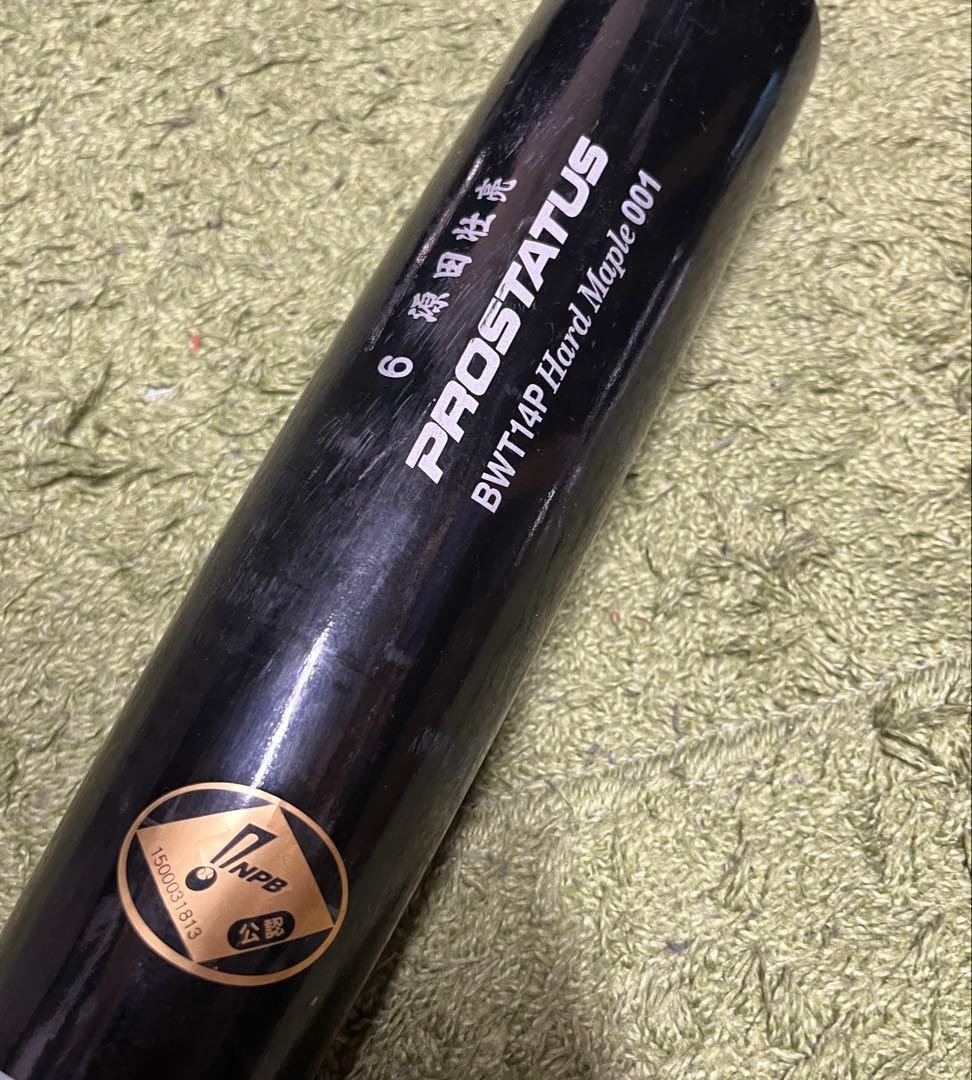 6 源田壮亮
PROSTATUS
BWT14P Hard Maple 001
NPB
1500031813
公認